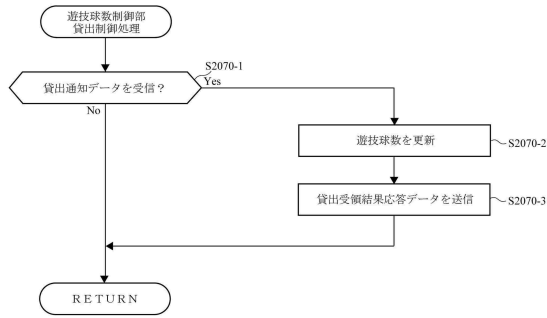 遊技球数制御部
貸出制御処理
S2070-1
貸出通知データを受信？
Yes
No
遊技球数を更新
S2070-2
貸出受領結果応答データを送信
S2070-3
RETURN